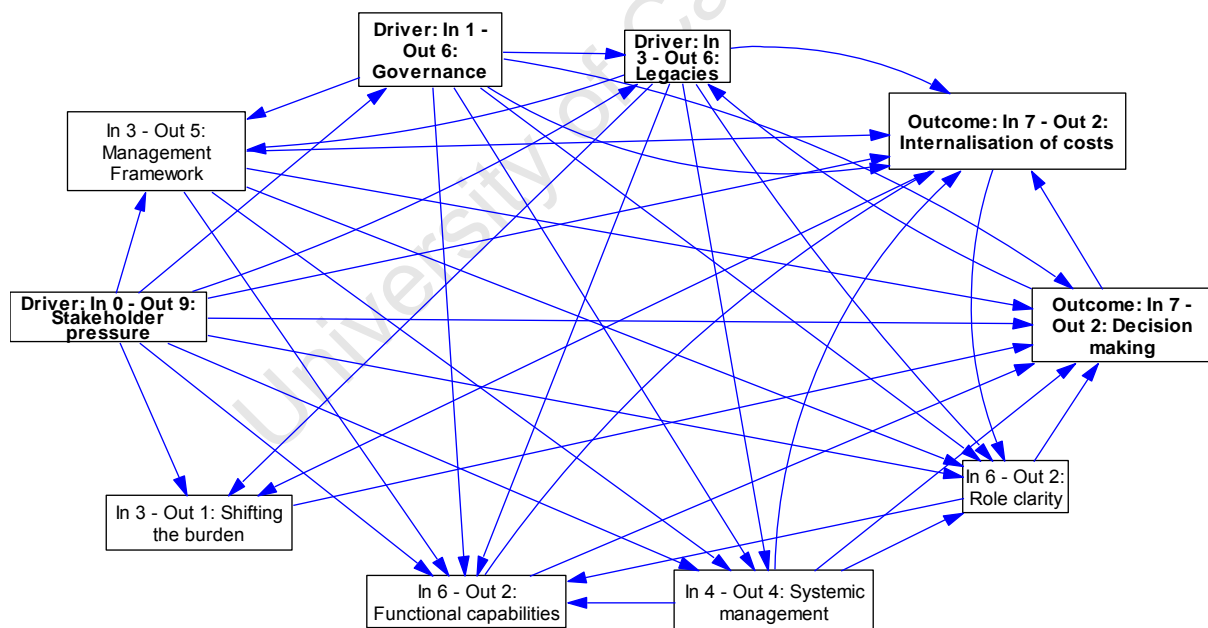 Driver: In 1 -
Out 6:
Governance
Driver: In
3 - Out 6:
Legacies
Outcome: In 7 - Out 2:
Internalisation of costs
In 3 - Out 5:
Management
Framework
Driver: In 0 - Out 9:
Stakeholder
pressure
Outcome: In 7 -
Out 2: Decision
making
In 6 - Out 2:
Role clarity
In 3 - Out 1: Shifting
the burden
In 6 - Out 2:
Functional capabilities
In 4 - Out 4: Systemic
management
University of Ca